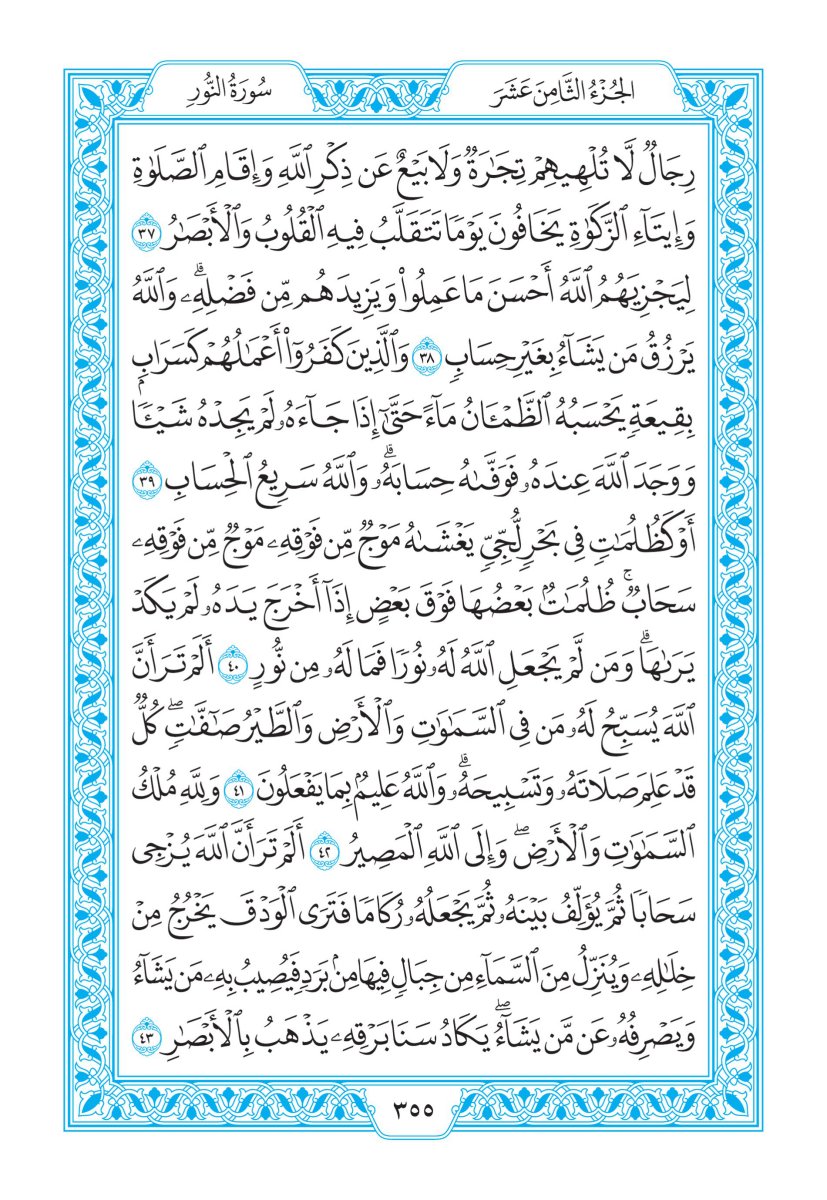 الجُزْءُ الثَّامِنَ عَشَرَ
سُورَةُ النُّورِ
رِجَالٌ لَّا تُلْهِيهِمْ تِجَٰرَةٌ وَلَا بَيْعٌ عَن ذِكْرِ ٱللَّهِ وَإِقَامِ ٱلصَّلَوٰةِ
وَإِيتَآءِ ٱلزَّكَوٰةِ يَخَافُونَ يَوْمًا تَتَقَلَّبُ فِيهِ ٱلْقُلُوبُ وَٱلْأَبْصَٰرُ ٣٧
لِيَجْزِيَهُمُ ٱللَّهُ أَحْسَنَ مَا عَمِلُوا۟ وَيَزِيدَهُم مِّن فَضْلِهِۦۗ وَٱللَّهُ
يَرْزُقُ مَن يَشَآءُ بِغَيْرِ حِسَابٍ ٣٨ وَٱلَّذِينَ كَفَرُوٓا۟ أَعْمَٰلُهُمْ كَسَرَابٍۭ
بِقِيعَةٍ يَحْسَبُهُ ٱلظَّمْـَٔانُ مَآءً حَتَّىٰٓ إِذَا جَآءَهُۥ لَمْ يَجِدْهُ شَيْـًٔا
وَوَجَدَ ٱللَّهَ عِندَهُۥ فَوَفَّىٰهُ حِسَابَهُۥۗ وَٱللَّهُ سَرِيعُ ٱلْحِسَابِ ٣٩
أَوْ كَظُلُمَٰتٍ فِى بَحْرٍ لُّجِّىٍّ يَغْشَىٰهُ مَوْجٌ مِّن فَوْقِهِۦ مَوْجٌ مِّن فَوْقِهِۦ
سَحَابٌۚ ظُلُمَٰتٌۢ بَعْضُهَا فَوْقَ بَعْضٍ إِذَآ أَخْرَجَ يَدَهُۥ لَمْ يَكَدْ
يَرَىٰهَاۗ وَمَن لَّمْ يَجْعَلِ ٱللَّهُ لَهُۥ نُورًا فَمَا لَهُۥ مِن نُّورٍ ٤٠ أَلَمْ تَرَ أَنَّ
ٱللَّهَ يُسَبِّحُ لَهُۥ مَن فِى ٱلسَّمَٰوَٰتِ وَٱلْأَرْضِ وَٱلطَّيْرُ صَٰٓفَّٰتٍۖ كُلٌّ
قَدْ عَلِمَ صَلَاتَهُۥ وَتَسْبِيحَهُۥۗ وَٱللَّهُ عَلِيمٌۢ بِمَا يَفْعَلُونَ ٤١ وَلِلَّهِ مُلْكُ
ٱلسَّمَٰوَٰتِ وَٱلْأَرْضِۖ وَإِلَى ٱللَّهِ ٱلْمَصِيرُ ٤٢ أَلَمْ تَرَ أَنَّ ٱللَّهَ يُزْجِى
سَحَابًا ثُمَّ يُؤَلِّفُ بَيْنَهُۥ ثُمَّ يَجْعَلُهُۥ رُكَامًا فَتَرَى ٱلْوَدْقَ يَخْرُجُ مِنْ
خِلَٰلِهِۦ وَيُنَزِّلُ مِنَ ٱلسَّمَآءِ مِن جِبَالٍ فِيهَا مِنۢ بَرَدٍ فَيُصِيبُ بِهِۦ مَن يَشَآءُ
وَيَصْرِفُهُۥ عَن مَّن يَشَآءُۖ يَكَادُ سَنَا بَرْقِهِۦ يَذْهَبُ بِٱلْأَبْصَٰرِ ٤٣
٣٥٥